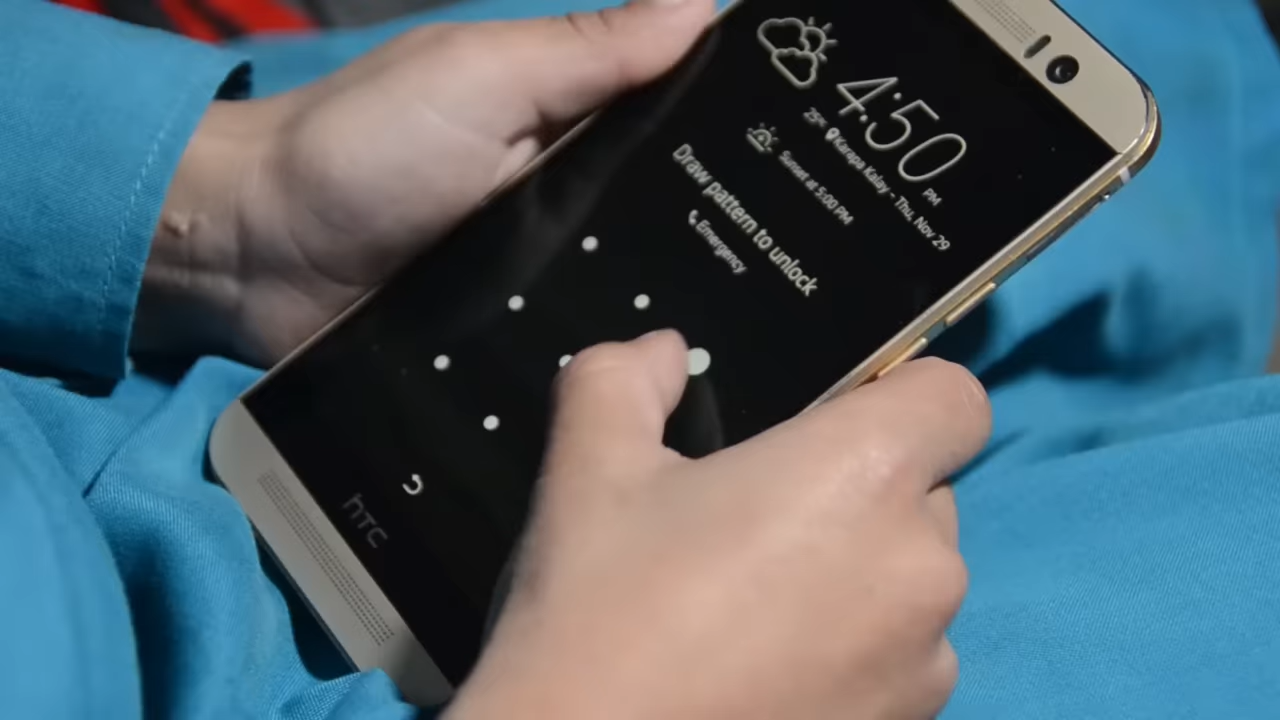 4:50 PM
25° Karapa Kalay - Thu, Nov 29
Sunset at 5:00 PM
Draw pattern to unlock
Emergency
hTC